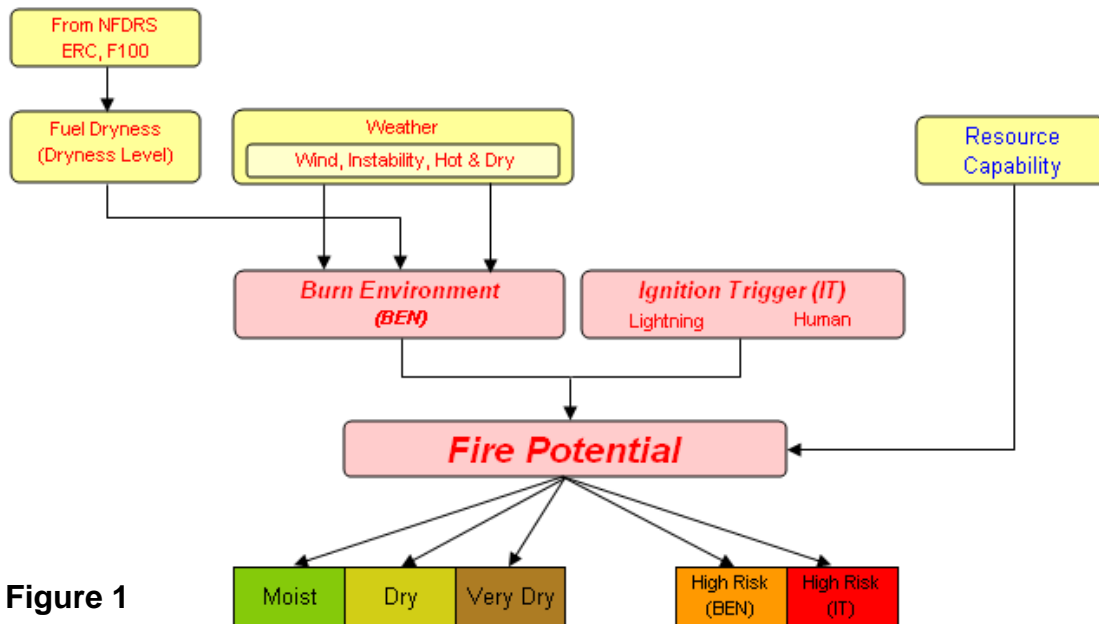 From NFDRS
ERC, F100
Fuel Dryness
(Dryness Level)
Weather
Wind, Instability, Hot & Dry
Resource
Capability
Burn Environment
(BEN)
Ignition Trigger (IT)
Lightning Human
Fire Potential
Moist Dry Very Dry
High Risk
(BEN)
High Risk
(IT)
Figure 1